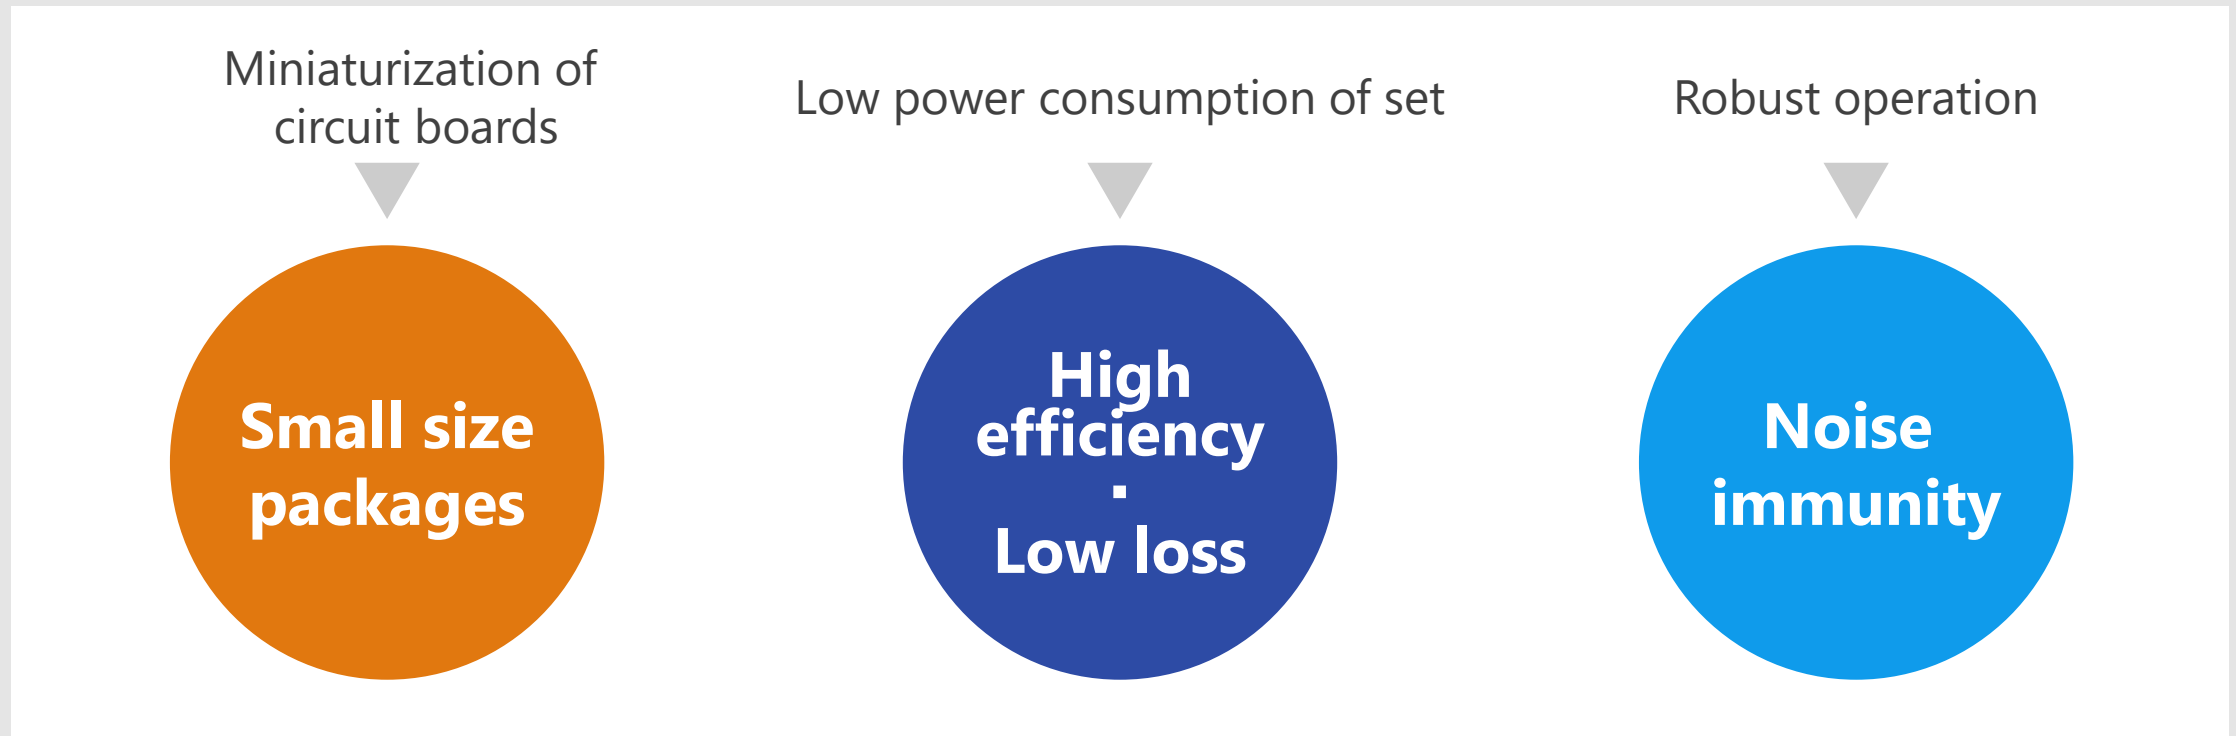 Miniaturization of
circuit boards
Low power consumption of set
Robust operation
Small size
packages
High
efficiency
·
Low loss
Noise
immunity